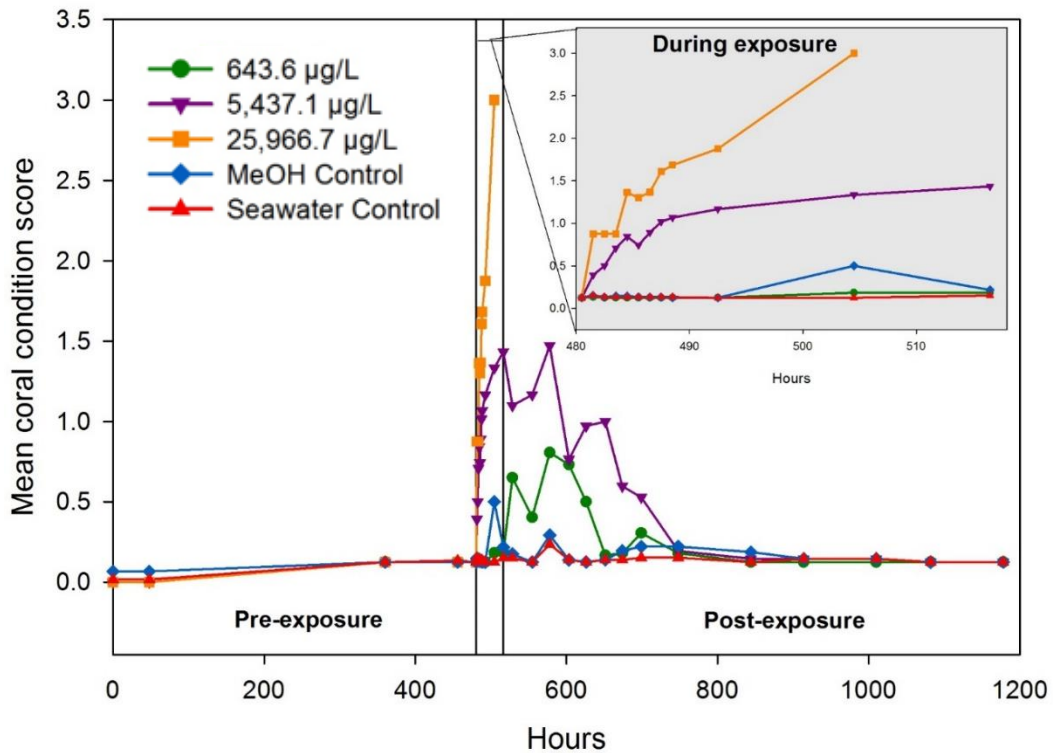 3.5
3.0
2.5
2.0
1.5
1.0
0.5
0.0
Mean coral condition score
643.6 µg/L
5,437.1 µg/L
25,966.7 µg/L
MeOH Control
Seawater Control
During exposure
3.0
2.5
2.0
1.5
1.0
0.5
0.0
480 490 500 510
Hours
Pre-exposure Post-exposure
0 200 400 600 800 1000 1200
Hours